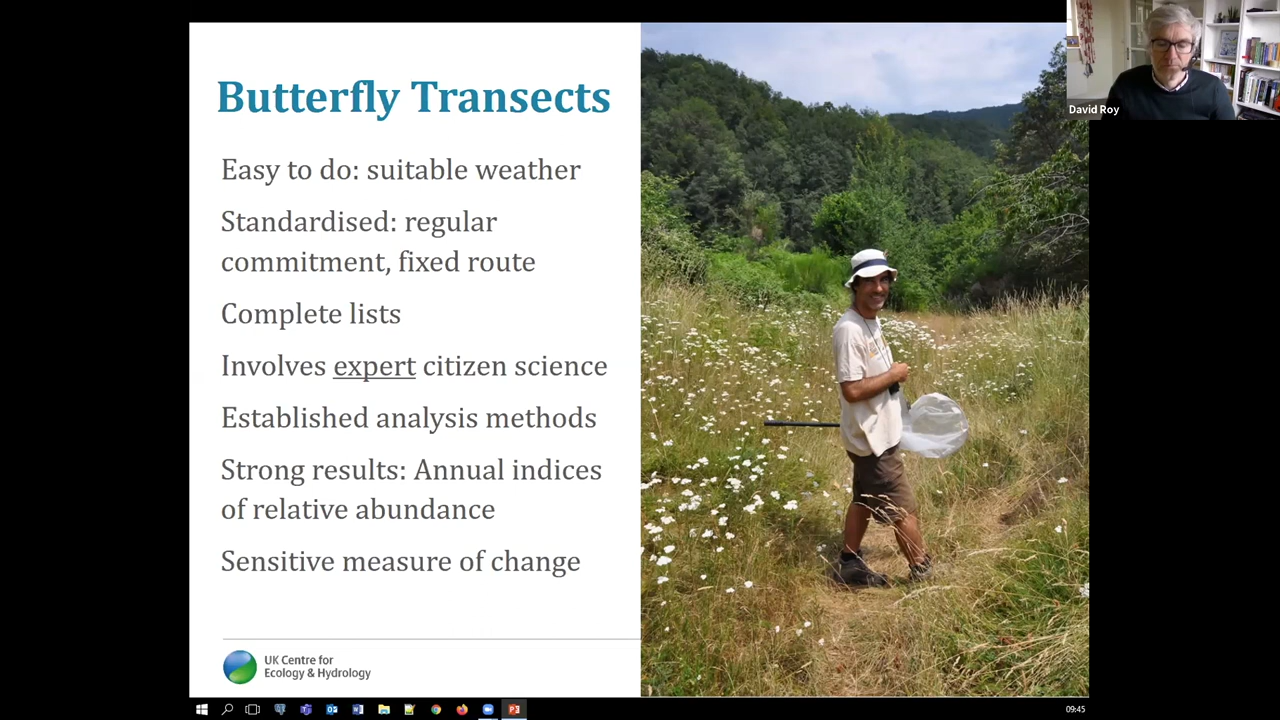 Butterfly Transects
Easy to do: suitable weather
Standardised: regular
commitment, fixed route
Complete lists
Involves expert citizen science
Established analysis methods
Strong results: Annual indices
of relative abundance
Sensitive measure of change
UK Centre for
Ecology & Hydrology
David Roy
09:45